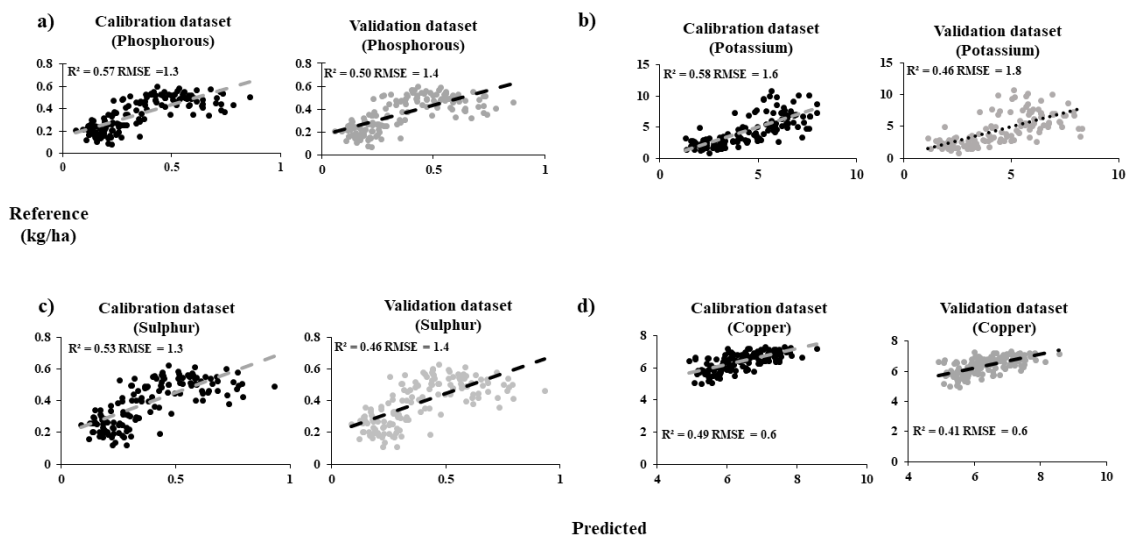 a)
Calibration dataset
(Phosphorous)
R² = 0.57 RMSE =1.3
0.8
0.6
0.4
0.2
0
0
0.5
1
Validation dataset
(Phosphorous)
R² = 0.50 RMSE = 1.4
0.8
0.6
0.4
0.2
0
0
0.5
1
b)
Calibration dataset
(Potassium)
R² = 0.58 RMSE = 1.6
15
10
5
0
0
5
10
Validation dataset
(Potassium)
R² = 0.46 RMSE = 1.8
15
10
5
0
0
5
10
Reference
(kg/ha)
c)
Calibration dataset
(Sulphur)
R² = 0.53 RMSE = 1.3
0.8
0.6
0.4
0.2
0
0
0.5
1
Validation dataset
(Sulphur)
R² = 0.46 RMSE = 1.4
0.8
0.6
0.4
0.2
0
0
0.5
1
d)
Calibration dataset
(Copper)
8
6
4
2
0
R² = 0.49 RMSE = 0.6
4
6
8
10
Validation dataset
(Copper)
8
6
4
2
0
R² = 0.41 RMSE = 0.6
4
6
8
10
Predicted